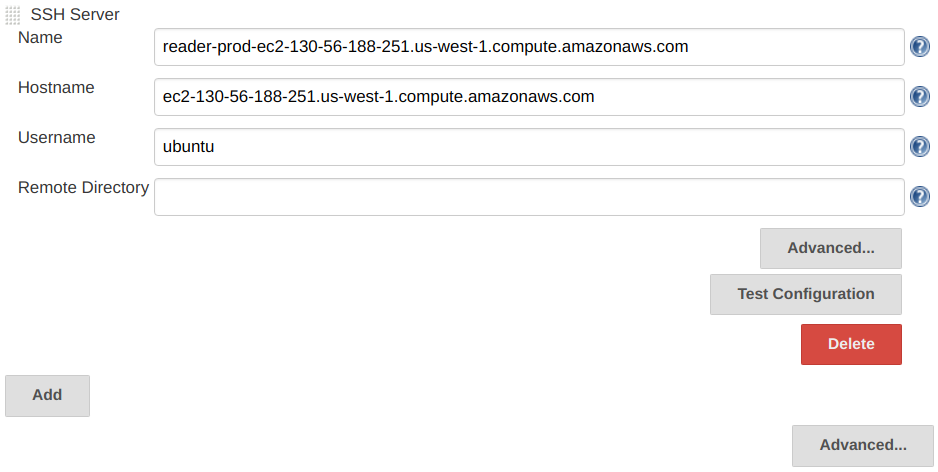 SSH Server
Name
reader-prod-ec2-130-56-188-251.us-west-1.compute.amazonaws.com
?
Hostname
ec2-130-56-188-251.us-west-1.compute.amazonaws.com
?
Username
ubuntu
?
Remote Directory
?
Advanced...
Test Configuration
Delete
Add
Advanced...